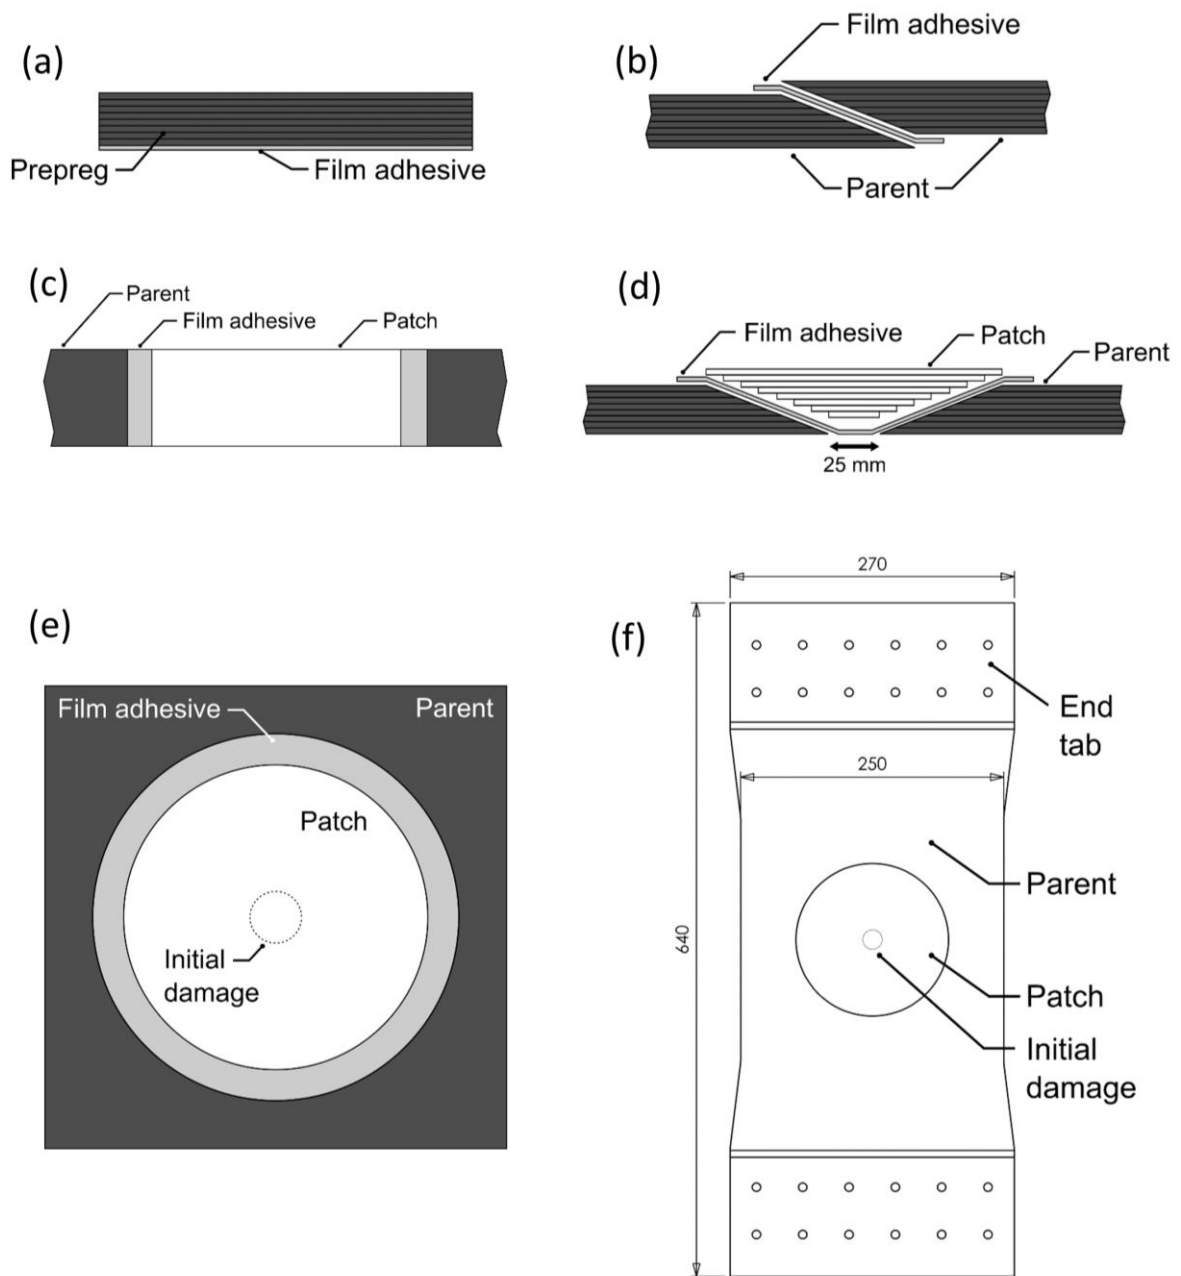 (a)
Prepreg
Film adhesive
(b)
Film adhesive
Parent
(c)
Parent
Film adhesive
Patch
(d)
Film adhesive
Patch
Parent
25 mm
(e)
Film adhesive
Parent
Patch
Initial
damage
(f)
270
End
tab
250
Parent
640
Patch
Initial
damage